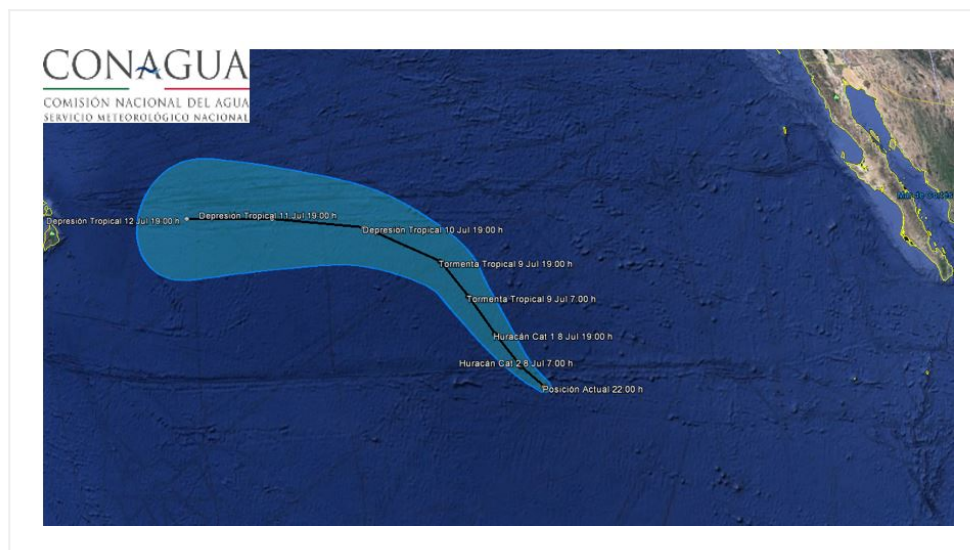 CONAGUA
COMISIÓN NACIONAL DEL AGUA
SERVICIO METEOROLÓGICO NACIONAL
Depresión Tropical 12 Jul 19:00 h
Depresión Tropical 11 Jul 19:00 h
Depresión Tropical 10 Jul 19:00 h
Tormenta Tropical 9 Jul 19:00 h
Tormenta Tropical 9 Jul 7:00 h
Huracán Cat 1 8 Jul 19:00 h
Huracán Cat 2 8 Jul 7:00 h
Posición Actual 22:00 h